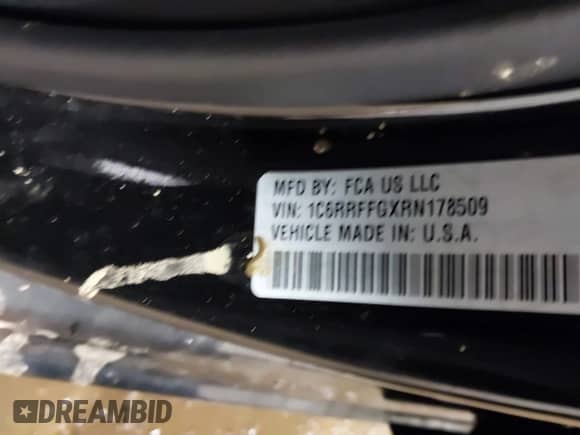 MFD BY: FCA US LLC
VIN: 1C6RRFFGXRN178509
VEHICLE MADE IN: U.S.A.
DREAMBID